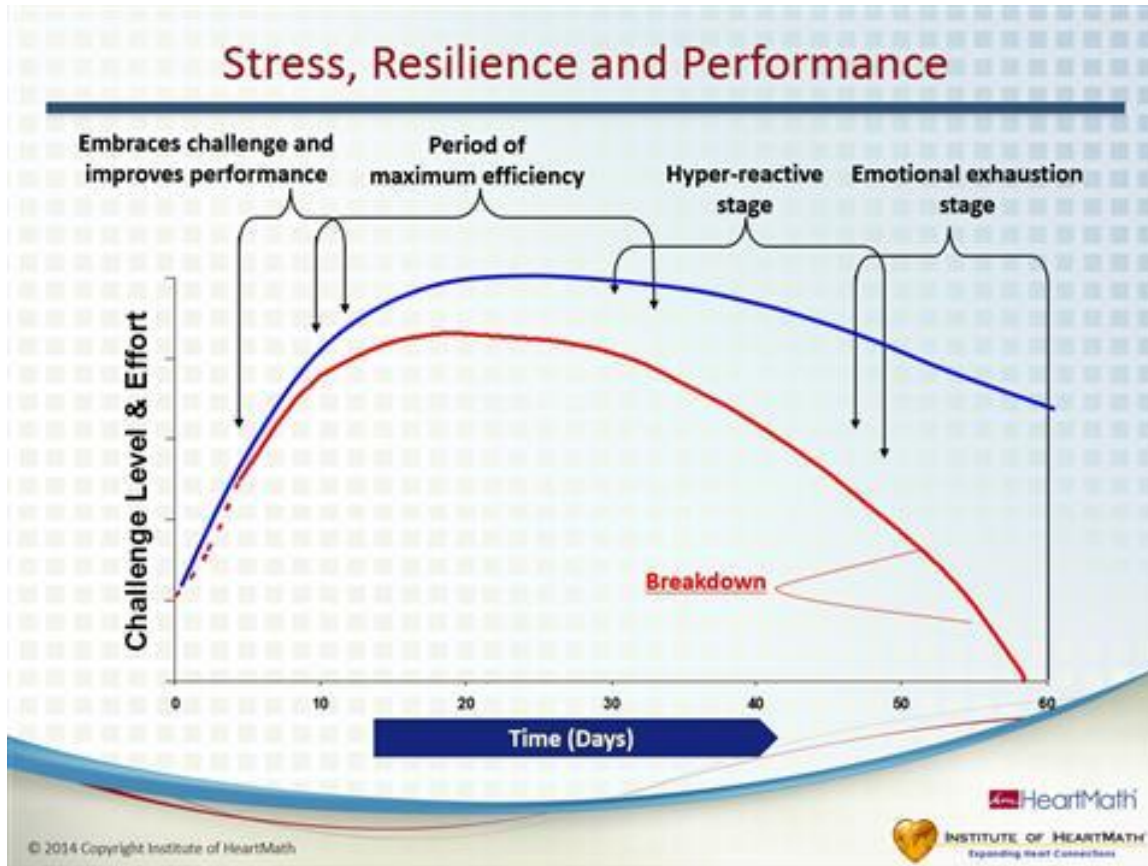 Stress, Resilience and Performance
Embraces challenge and
improves performance
Period of
maximum efficiency
Hyper-reactive
stage
Emotional exhaustion
stage
Challenge Level & Effort
Breakdown
0 10 20 30 40 50 60
Time (Days)
HeartMath
INSTITUTE OF HEARTMATH
Expanding Heart Connections
© 2014 Copyright Institute of HeartMath